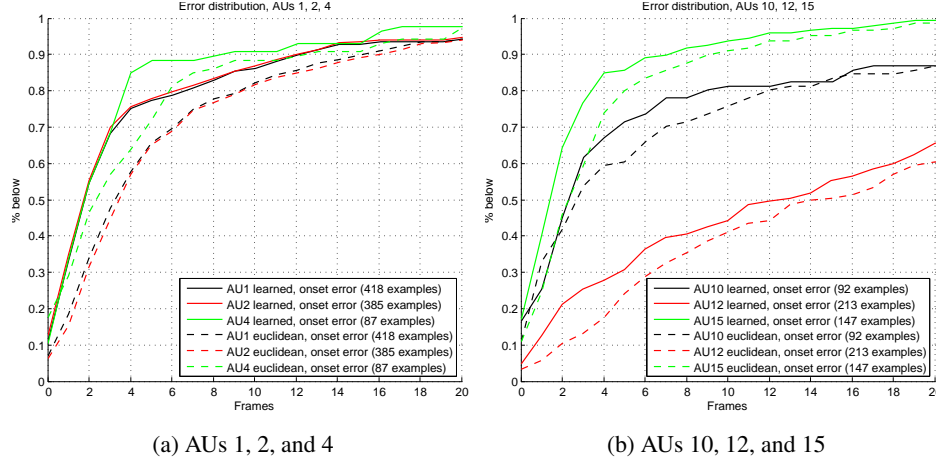 Error distribution, AUs 1, 2, 4
% below
1
0.9
0.8
0.7
0.6
0.5
0.4
0.3
0.2
0.1
0
AU1 learned, onset error (418 examples)
AU2 learned, onset error (385 examples)
AU4 learned, onset error (87 examples)
AU1 euclidean, onset error (418 examples)
AU2 euclidean, onset error (385 examples)
AU4 euclidean, onset error (87 examples)
0 2 4 6 8 10 12 14 16 18 20
Frames
(a) AUs 1, 2, and 4
Error distribution, AUs 10, 12, 15
% below
1
0.9
0.8
0.7
0.6
0.5
0.4
0.3
0.2
0.1
0
AU10 learned, onset error (92 examples)
AU12 learned, onset error (213 examples)
AU15 learned, onset error (147 examples)
AU10 euclidean, onset error (92 examples)
AU12 euclidean, onset error (213 examples)
AU15 euclidean, onset error (147 examples)
0 2 4 6 8 10 12 14 16 18 20
Frames
(b) AUs 10, 12, and 15